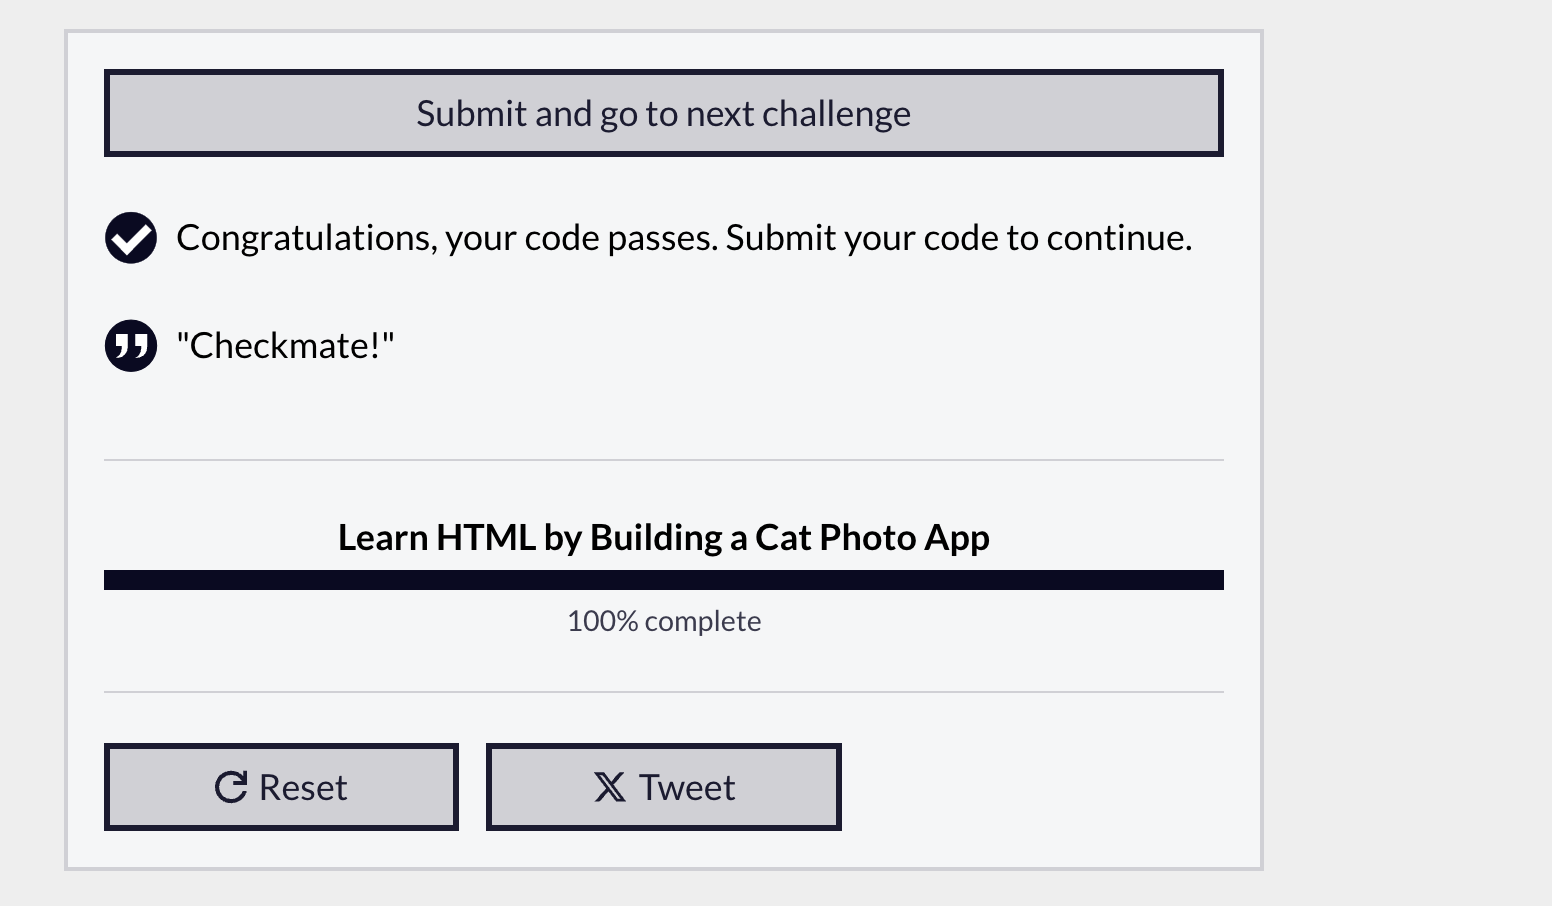 Submit and go to next challenge
Congratulations, your code passes. Submit your code to continue.
"Checkmate!"
Learn HTML by Building a Cat Photo App
100% complete
Reset
Tweet